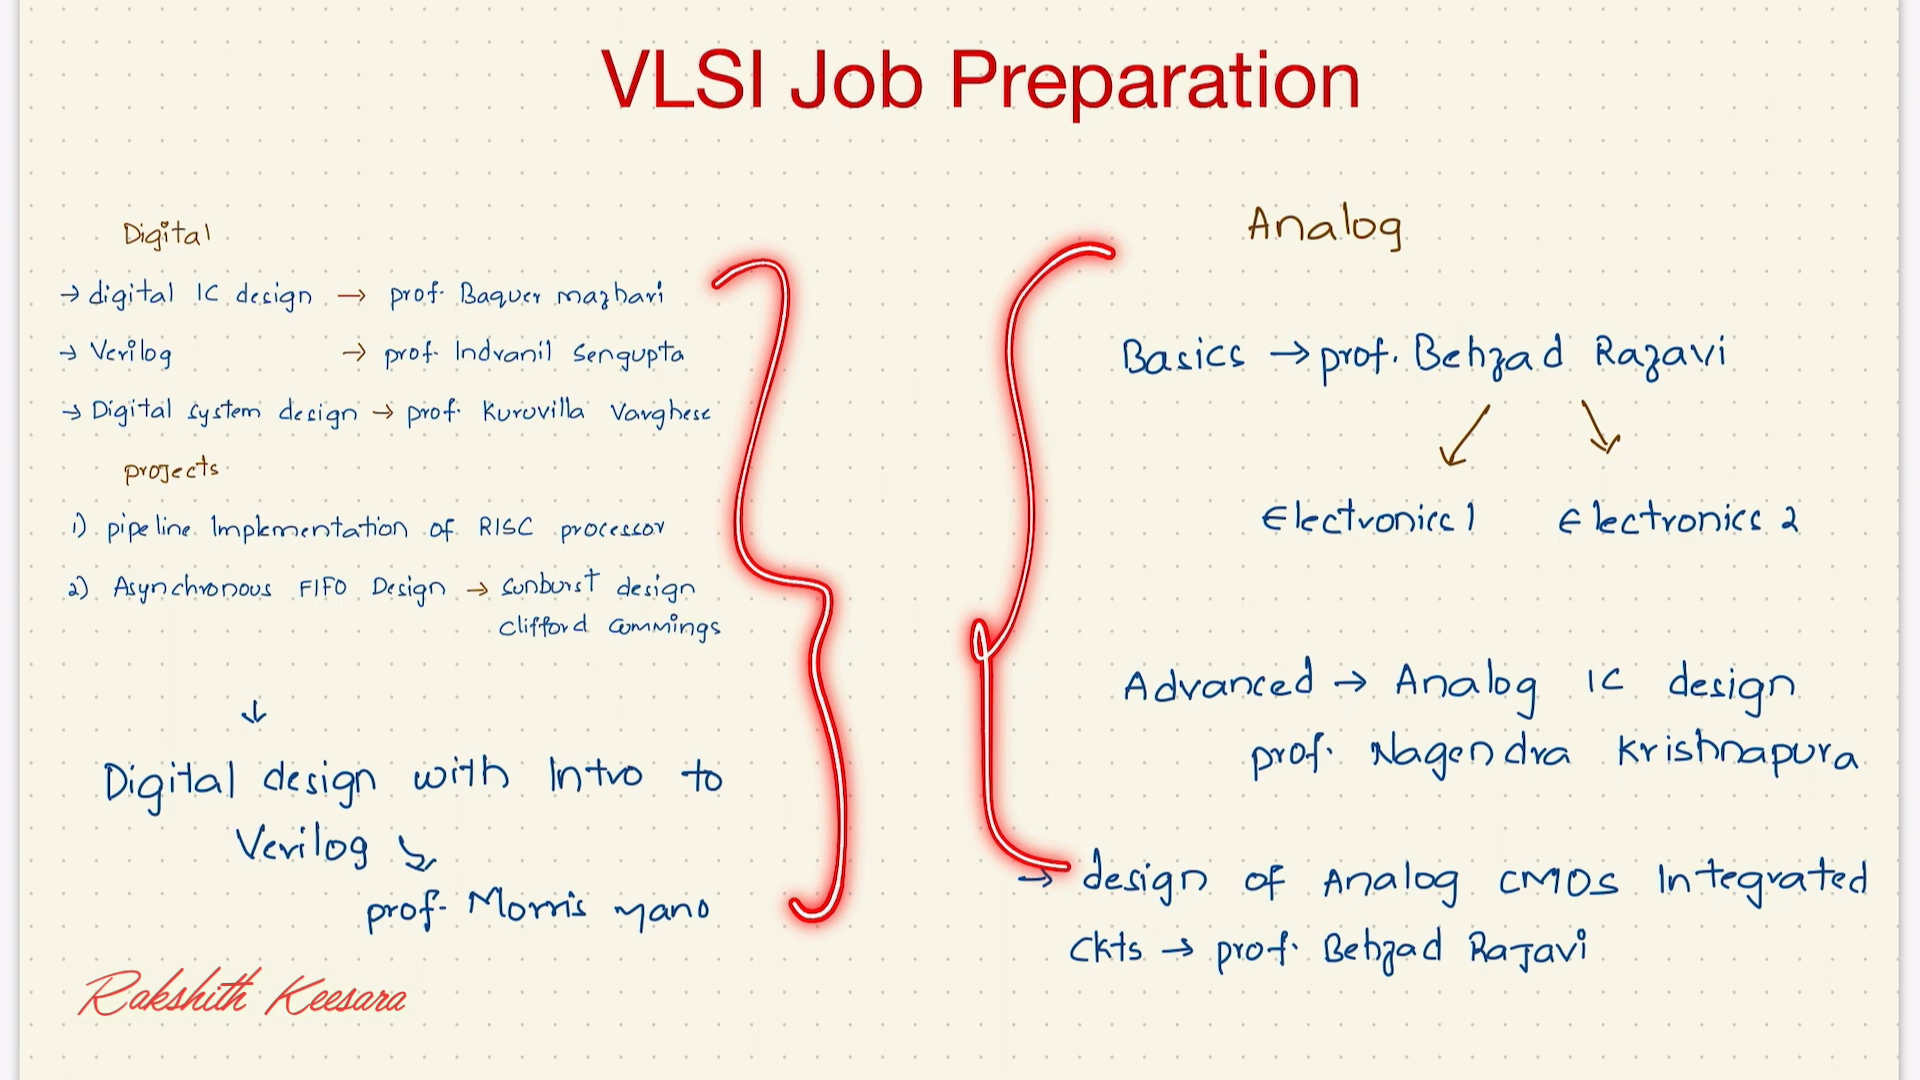 VLSI Job Preparation
Digital
→ digital IC design → prof. Baquer mazhari
→ Verilog → prof. Indranil Sengupta
→ Digital system design → prof. Kuruvilla Varghese
projects
1) pipeline Implementation of RISC processor
2) Asynchronous FIFO Design → Sunburst design
Clifford Cummings
↓
Digital design with Intro to
Verilog ↘
prof. Morris mano
Rakshith Keesara
Analog
Basics → prof. Behzad Razavi
↙ ↘
Electronics 1 Electronics 2
Advanced → Analog IC design
prof. Nagendra Krishnapura
→ design of Analog CMOS Integrated
Ckts → prof. Behzad Razavi